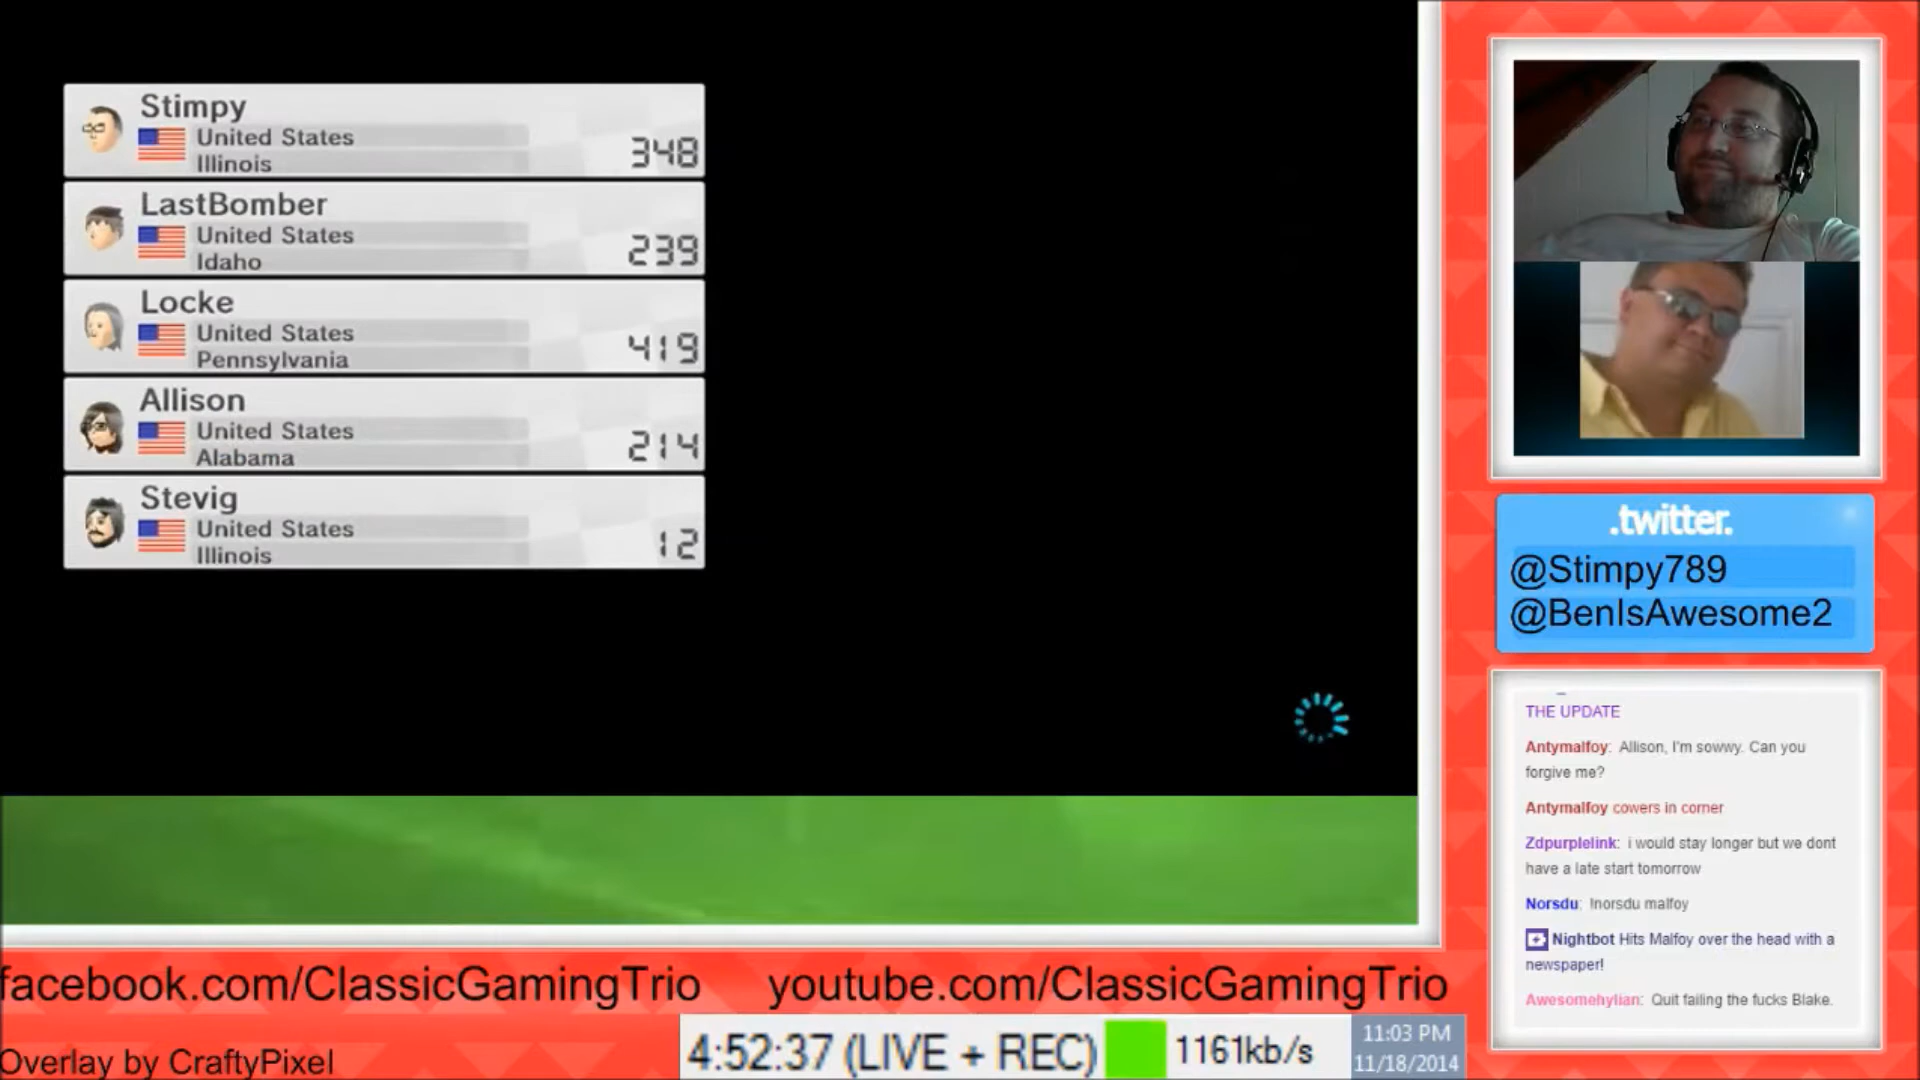 Stimpy
United States
Illinois
348
LastBomber
United States
Idaho
239
Locke
United States
Pennsylvania
419
Allison
United States
Alabama
214
Stevig
United States
Illinois
12
.twitter.
@Stimpy789
@BenIsAwesome2
THE UPDATE
Antymalfoy: Allison, I'm sowwy. Can you
forgive me?
Antymalfoy cowers in corner
Zdpurplelink: i would stay longer but we dont
have a late start tomorrow
Norsdu: !norsdu malfoy
Nightbot Hits Malfoy over the head with a
newspaper!
Awesomehylian: Quit failing the fucks Blake.
facebook.com/ClassicGamingTrio youtube.com/ClassicGamingTrio
4:52:37 (LIVE + REC) 1161kb/s
11:03 PM
11/18/2014
Overlay by CraftyPixel